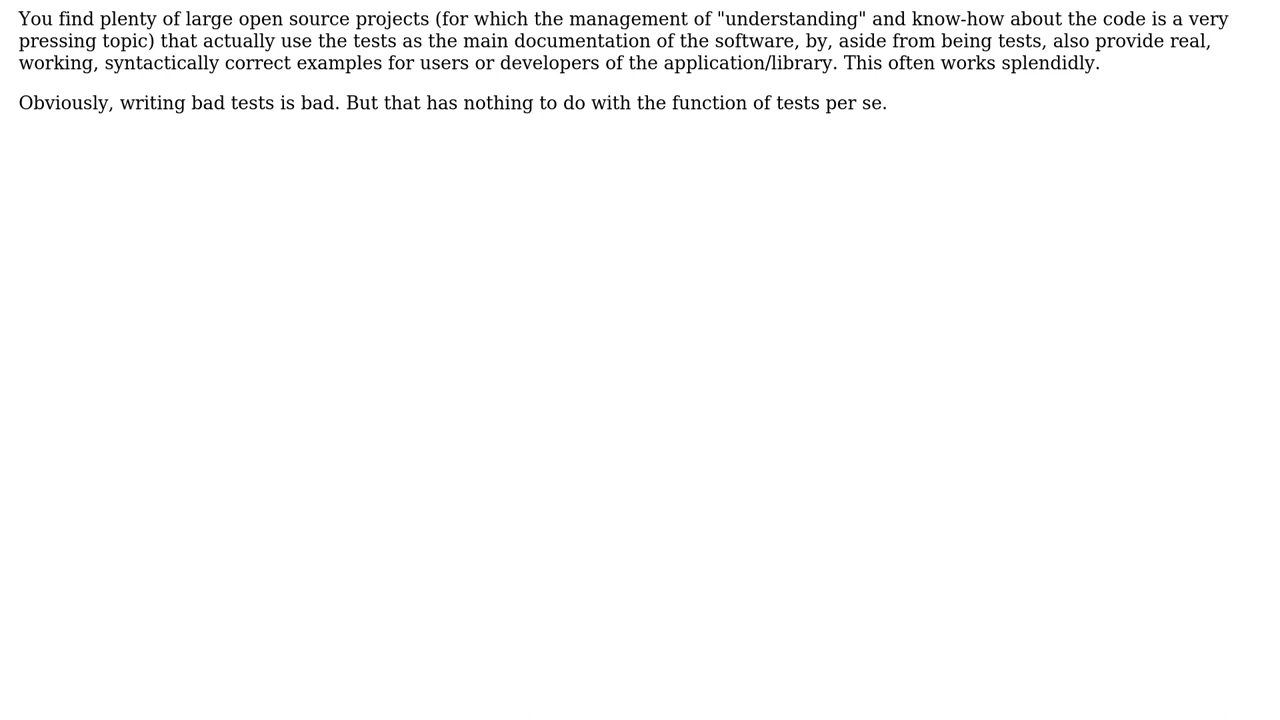 You find plenty of large open source projects (for which the management of "understanding" and know-how about the code is a very
pressing topic) that actually use the tests as the main documentation of the software, by, aside from being tests, also provide real,
working, syntactically correct examples for users or developers of the application/library. This often works splendidly.
Obviously, writing bad tests is bad. But that has nothing to do with the function of tests per se.